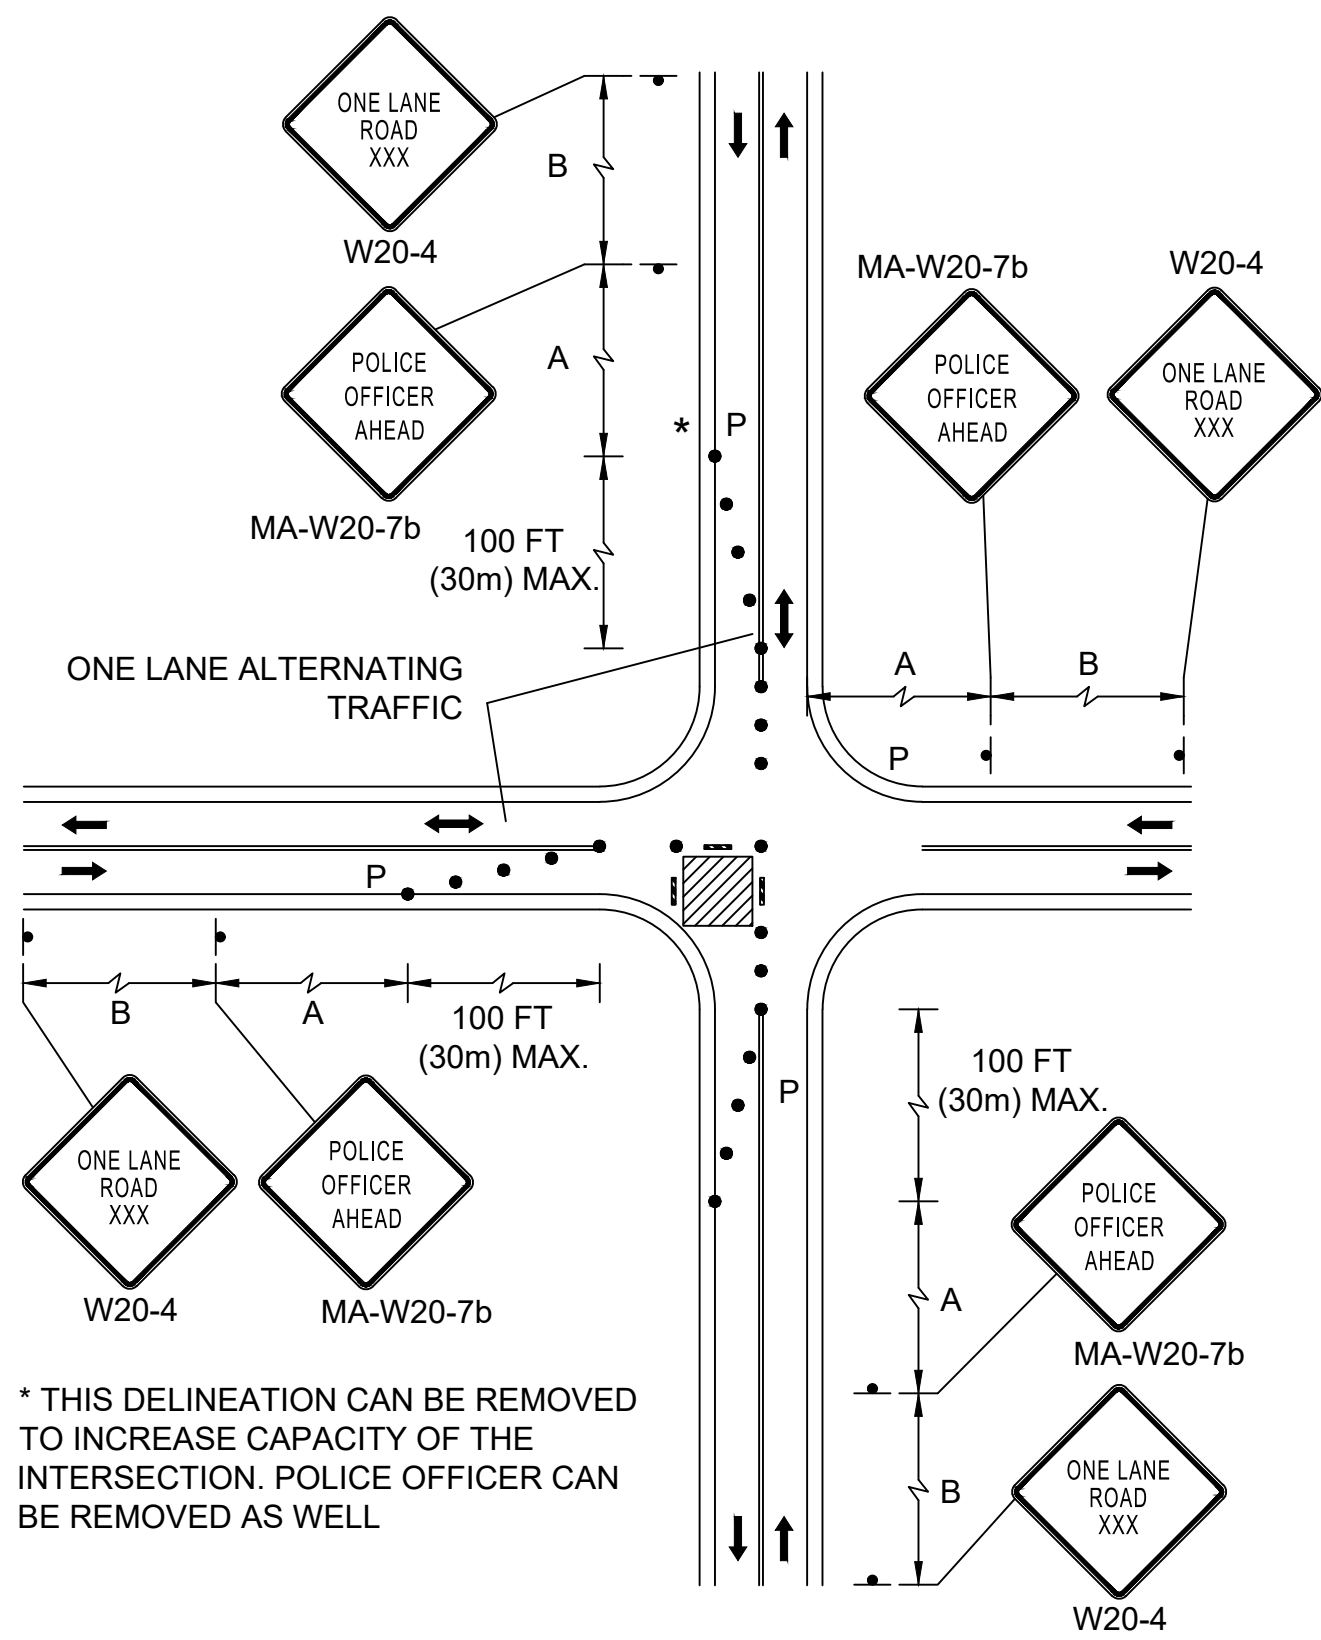 ONE LANE
ROAD
XXX
W20-4
B
POLICE
OFFICER
AHEAD
MA-W20-7b
A
* P
100 FT
(30m) MAX.
MA-W20-7b
POLICE
OFFICER
AHEAD
W20-4
ONE LANE
ROAD
XXX
A
B
P
ONE LANE ALTERNATING
TRAFFIC
P
B
A
100 FT
(30m) MAX.
ONE LANE
ROAD
XXX
W20-4
POLICE
OFFICER
AHEAD
MA-W20-7b
P
100 FT
(30m) MAX.
POLICE
OFFICER
AHEAD
A
MA-W20-7b
B
ONE LANE
ROAD
XXX
W20-4
* THIS DELINEATION CAN BE REMOVED
TO INCREASE CAPACITY OF THE
INTERSECTION. POLICE OFFICER CAN
BE REMOVED AS WELL